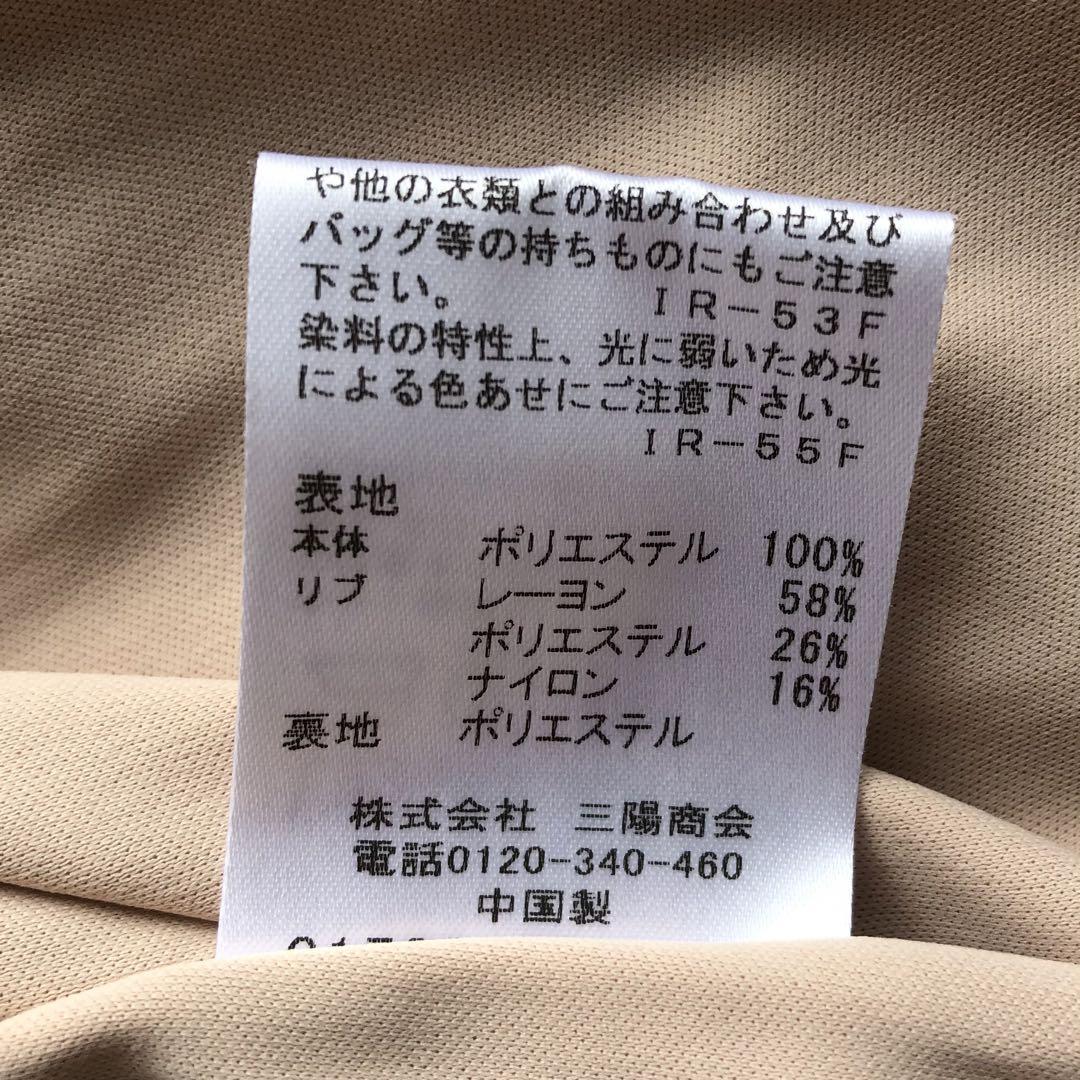 や他の衣類との組み合わせ及び
バッグ等の持ちものにもご注意
下さい。 IR-53F
染料の特性上、光に弱いため光
による色あせにご注意下さい。
IR-55F
表地
本体 ポリエステル 100%
リブ レーヨン 58%
ポリエステル 26%
ナイロン 16%
裏地 ポリエステル
株式会社 三陽商会
電話0120-340-460
中国製